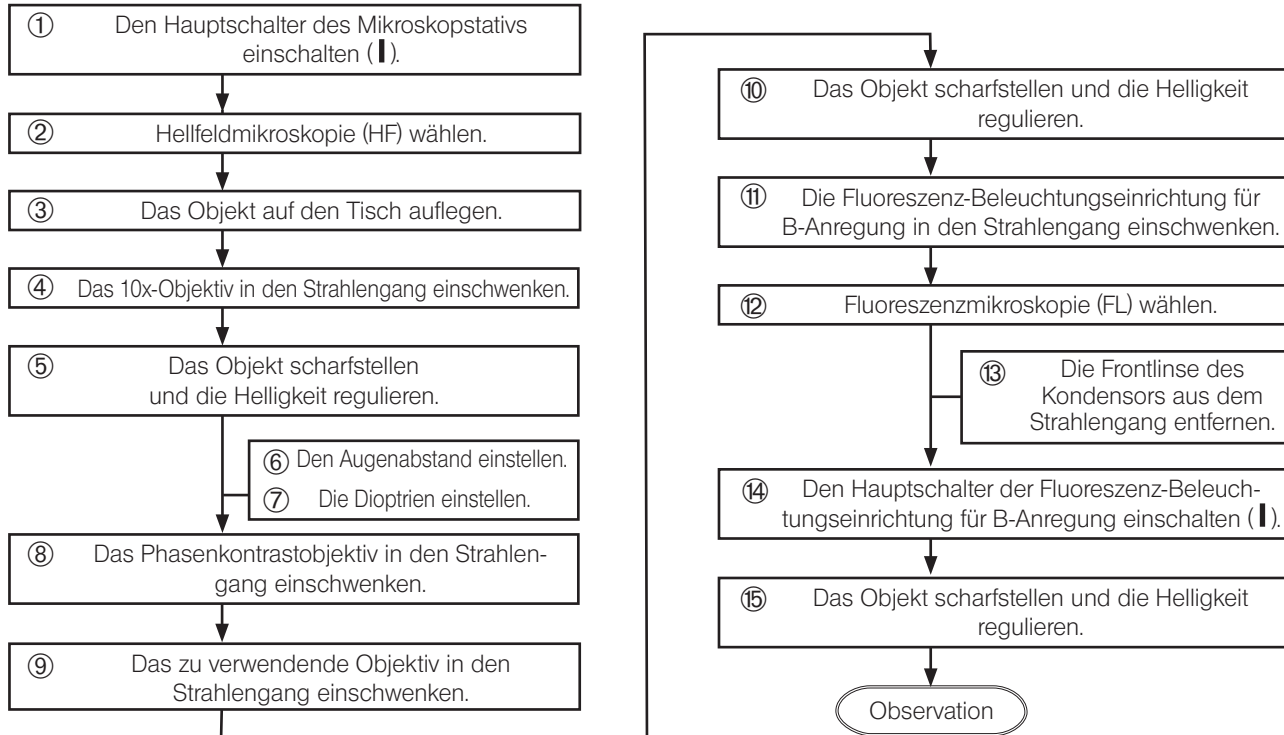 ① Den Hauptschalter des Mikroskopstativs
einschalten (I).
② Hellfeldmikroskopie (HF) wählen.
③ Das Objekt auf den Tisch auflegen.
④ Das 10x-Objektiv in den Strahlengang einschwenken.
⑤ Das Objekt scharfstellen
und die Helligkeit regulieren.
⑥ Den Augenabstand einstellen.
⑦ Die Dioptrien einstellen.
⑧ Das Phasenkontrastobjektiv in den Strahlen-
gang einschwenken.
⑨ Das zu verwendende Objektiv in den
Strahlengang einschwenken.
⑩ Das Objekt scharfstellen und die Helligkeit
regulieren.
⑪ Die Fluoreszenz-Beleuchtungseinrichtung für
B-Anregung in den Strahlengang einschwenken.
⑫ Fluoreszenzmikroskopie (FL) wählen.
⑬ Die Frontlinse des
Kondensors aus dem
Strahlengang entfernen.
⑭ Den Hauptschalter der Fluoreszenz-Beleuch-
tungseinrichtung für B-Anregung einschalten (I).
⑮ Das Objekt scharfstellen und die Helligkeit
regulieren.
Observation